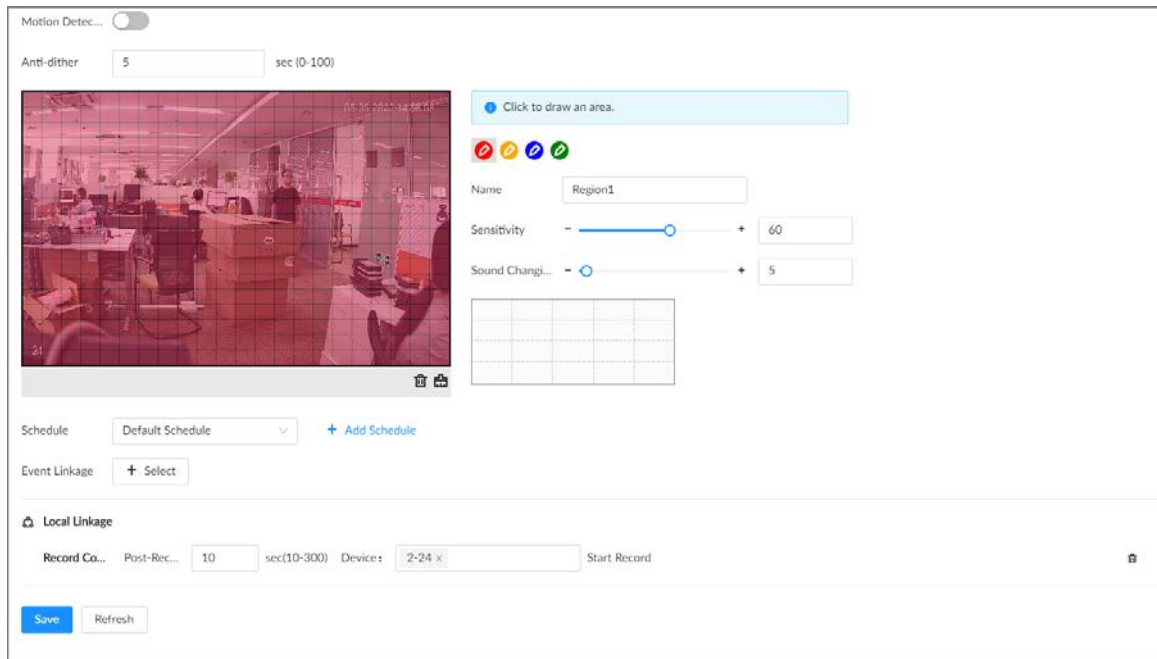 Motion Detec...
Anti-dither 5 sec (0-100)
Click to draw an area.
Name Region1
Sensitivity - + 60
Sound Changi... - + 5
24
Schedule Default Schedule + Add Schedule
Event Linkage + Select
Local Linkage
Record Co... Post-Rec... 10 sec(10-300) Device: 2-24 × Start Record
Save Refresh